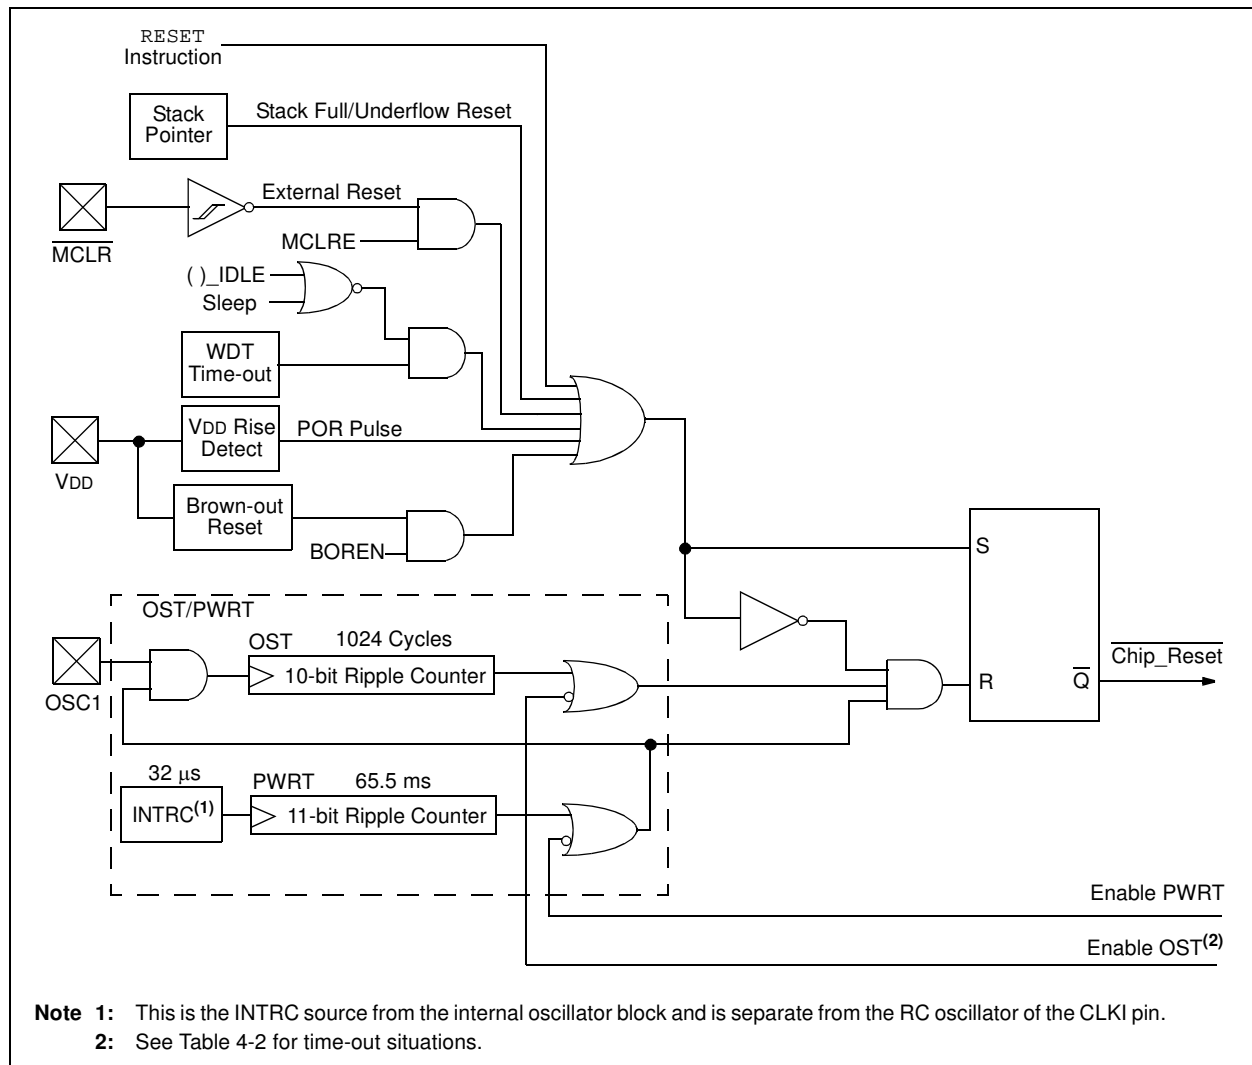 RESET
Instruction
Stack
Pointer
Stack Full/Underflow Reset
External Reset
MCLR
MCLRE
( )_IDLE
Sleep
WDT
Time-out
VDD Rise
Detect
POR Pulse
VDD
Brown-out
Reset
BOREN
S
OST/PWRT
OST
1024 Cycles
10-bit Ripple Counter
OSC1
Chip_Reset
R
Q
32 μs
PWRT
65.5 ms
INTRC(1)
11-bit Ripple Counter
Enable PWRT
Enable OST(2)
Note 1: This is the INTRC source from the internal oscillator block and is separate from the RC oscillator of the CLKI pin.
2: See Table 4-2 for time-out situations.